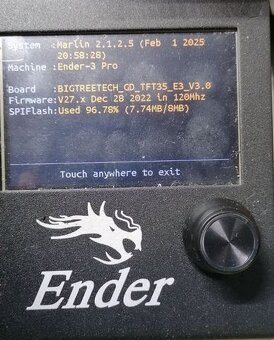 System :Marlin 2.1.2.5 (Feb 1 2025
20:58:28)
Machine :Ender-3 Pro
Board :BIGTREETECH_GD_TFT35_E3_V3.0
Firmware:V27.x Dec 28 2022 in 120Mhz
SPIFlash:Used 96.78% (7.74MB/8MB)
Touch anywhere to exit
Ender